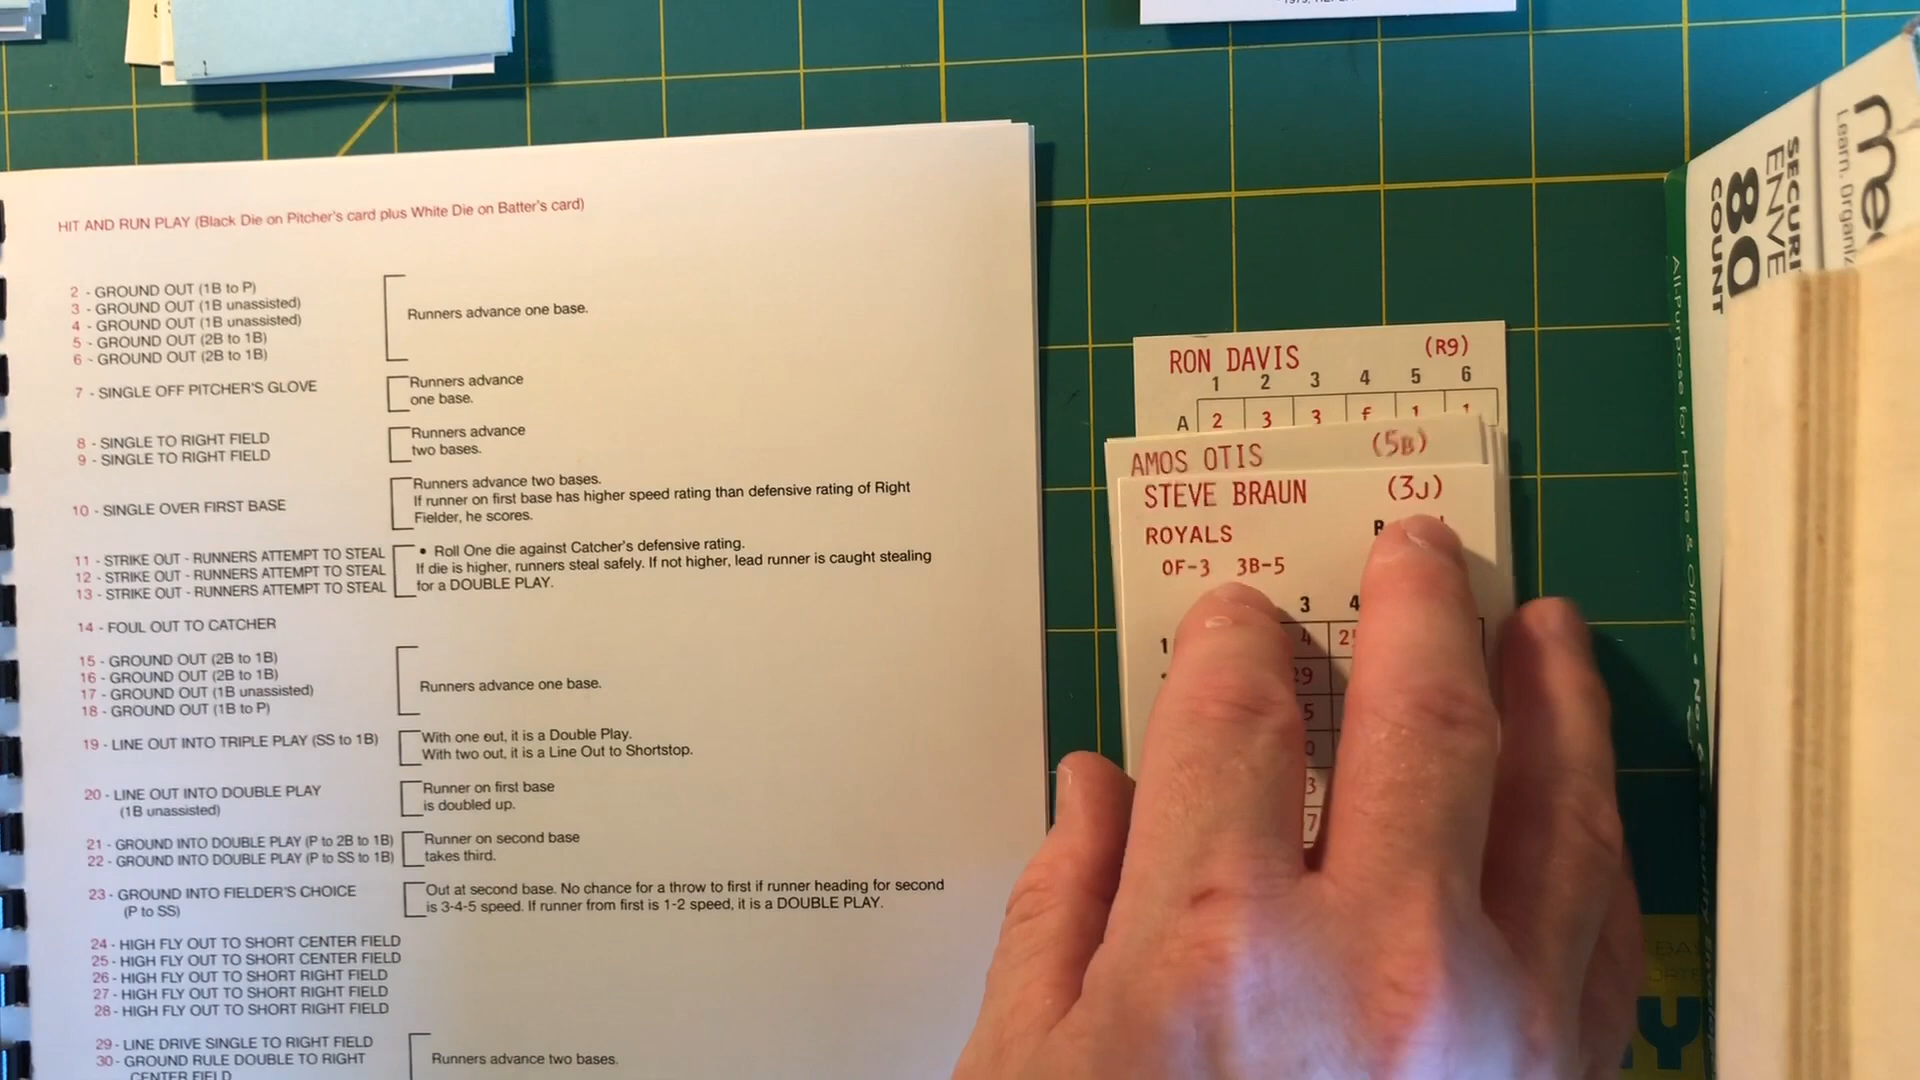 HIT AND RUN PLAY (Black Die on Pitcher's card plus White Die on Batter's card)
2 - GROUND OUT (1B to P)
3 - GROUND OUT (1B unassisted)
4 - GROUND OUT (1B unassisted)
5 - GROUND OUT (2B to 1B)
6 - GROUND OUT (2B to 1B)
Runners advance one base.
7 - SINGLE OFF PITCHER'S GLOVE
Runners advance
one base.
8 - SINGLE TO RIGHT FIELD
9 - SINGLE TO RIGHT FIELD
Runners advance
two bases.
10 - SINGLE OVER FIRST BASE
Runners advance two bases.
If runner on first base has higher speed rating than defensive rating of Right
Fielder, he scores.
11 - STRIKE OUT - RUNNERS ATTEMPT TO STEAL
12 - STRIKE OUT - RUNNERS ATTEMPT TO STEAL
13 - STRIKE OUT - RUNNERS ATTEMPT TO STEAL
• Roll One die against Catcher's defensive rating.
If die is higher, runners steal safely. If not higher, lead runner is caught stealing
for a DOUBLE PLAY.
14 - FOUL OUT TO CATCHER
15 - GROUND OUT (2B to 1B)
16 - GROUND OUT (2B to 1B)
17 - GROUND OUT (1B unassisted)
18 - GROUND OUT (1B to P)
Runners advance one base.
19 - LINE OUT INTO TRIPLE PLAY (SS to 1B)
With one out, it is a Double Play.
With two out, it is a Line Out to Shortstop.
20 - LINE OUT INTO DOUBLE PLAY
(1B unassisted)
Runner on first base
is doubled up.
21 - GROUND INTO DOUBLE PLAY (P to 2B to 1B)
22 - GROUND INTO DOUBLE PLAY (P to SS to 1B)
Runner on second base
takes third.
23 - GROUND INTO FIELDER'S CHOICE
(P to SS)
Out at second base. No chance for a throw to first if runner heading for second
is 3-4-5 speed. If runner from first is 1-2 speed, it is a DOUBLE PLAY.
24 - HIGH FLY OUT TO SHORT CENTER FIELD
25 - HIGH FLY OUT TO SHORT CENTER FIELD
26 - HIGH FLY OUT TO SHORT RIGHT FIELD
27 - HIGH FLY OUT TO SHORT RIGHT FIELD
28 - HIGH FLY OUT TO SHORT RIGHT FIELD
29 - LINE DRIVE SINGLE TO RIGHT FIELD
30 - GROUND RULE DOUBLE TO RIGHT
CENTER FIELD
Runners advance two bases.
RON DAVIS (R9)
1 2 3 4 5 6
A 2 3 3 f 1 1
AMOS OTIS (5B)
STEVE BRAUN (3J)
ROYALS
OF-3 3B-5
3 4
1 4
29
5
SECURI
ENVE
80
COUNT
Learn. Organiz
All-Purpose for Home & Office